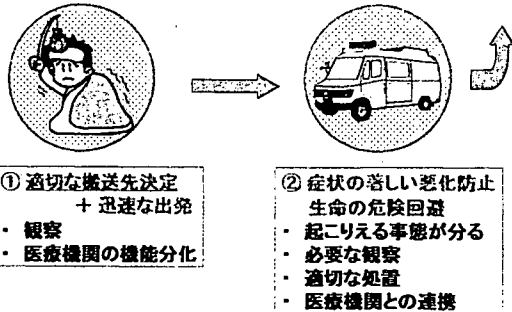 ① 適切な搬送先決定
＋ 迅速な出発
・ 観察
・ 医療機関の機能分化
② 症状の著しい悪化防止
生命の危険回避
・ 起こりえる事態が分る
・ 必要な観察
・ 適切な処置
・ 医療機関との連携